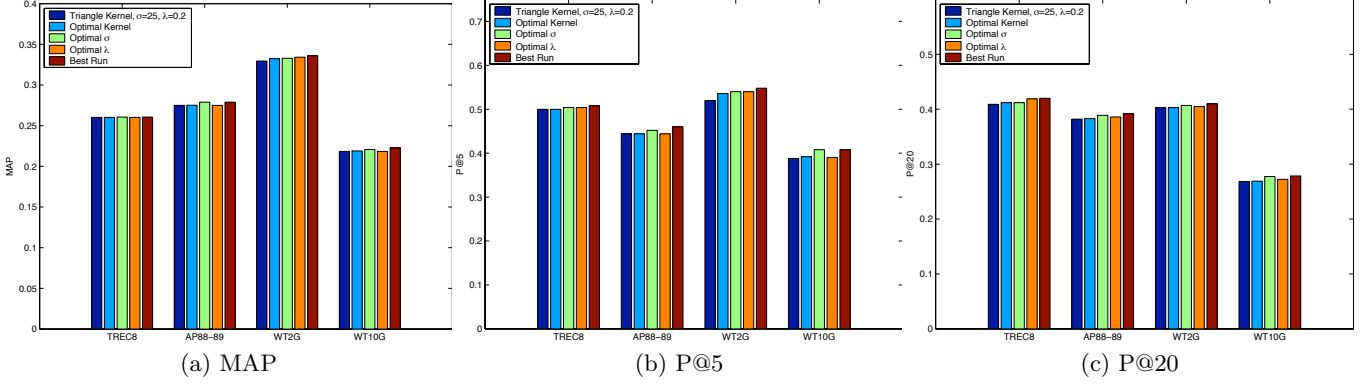 Triangle Kernel, σ=25, λ=0.2
Optimal Kernel
Optimal σ
Optimal λ
Best Run
MAP
0.4
0.35
0.3
0.25
0.2
0.15
0.1
0.05
0
TREC8 AP88−89 WT2G WT10G
(a) MAP
Triangle Kernel, σ=25, λ=0.2
Optimal Kernel
Optimal σ
Optimal λ
Best Run
P@5
0.7
0.6
0.5
0.4
0.3
0.2
0.1
0
TREC8 AP88−89 WT2G WT10G
(b) P@5
Triangle Kernel, σ=25, λ=0.2
Optimal Kernel
Optimal σ
Optimal λ
Best Run
P@20
0.5
0.4
0.3
0.2
0.1
0
TREC8 AP88−89 WT2G WT10G
(c) P@20